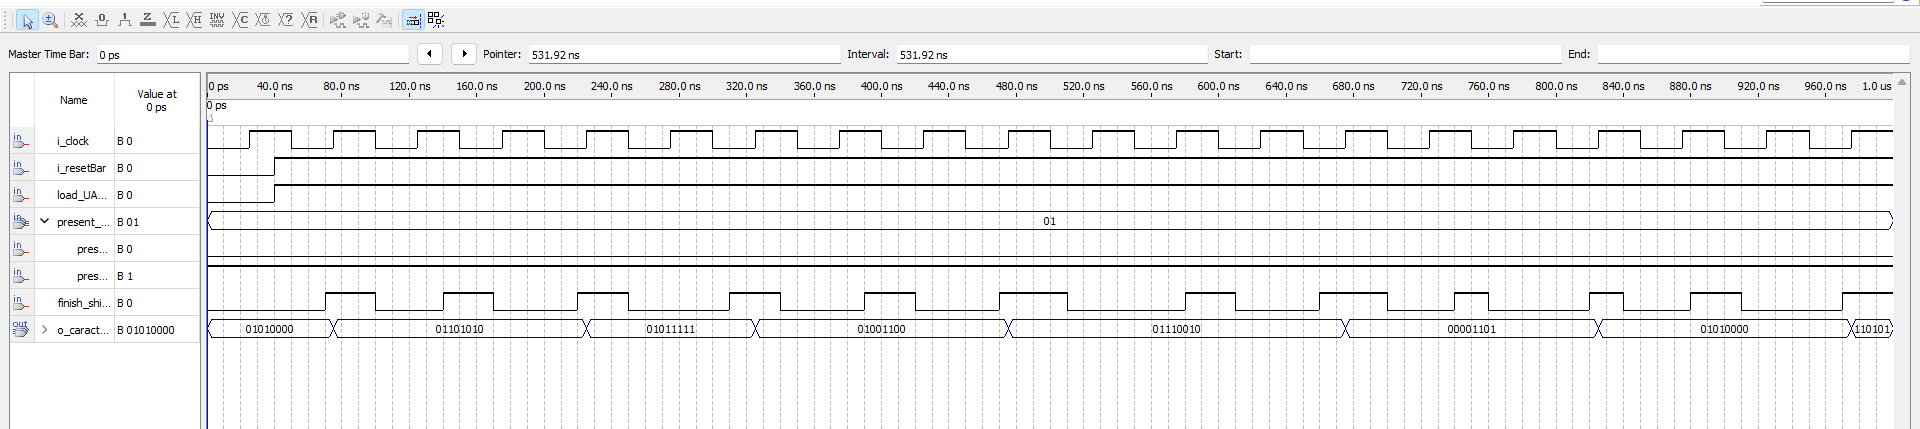 Master Time Bar: 0 ps Pointer: 531.92 ns Interval: 531.92 ns Start: End:
Name Value at 0 ps
0 ps 40.0 ns 80.0 ns 120.0 ns 160.0 ns 200.0 ns 240.0 ns 280.0 ns 320.0 ns 360.0 ns 400.0 ns 440.0 ns 480.0 ns 520.0 ns 560.0 ns 600.0 ns 640.0 ns 680.0 ns 720.0 ns 760.0 ns 800.0 ns 840.0 ns 880.0 ns 920.0 ns 960.0 ns 1.0 us
0 ps
in i_clock B 0
in i_resetBar B 0
in load_UA... B 0
in present_... B 01 01
in pres... B 0
in pres... B 1
in finish_shi... B 0
out o_caract... B 01010000 01010000 01101010 01011111 01001100 01110010 00001101 01010000 110101